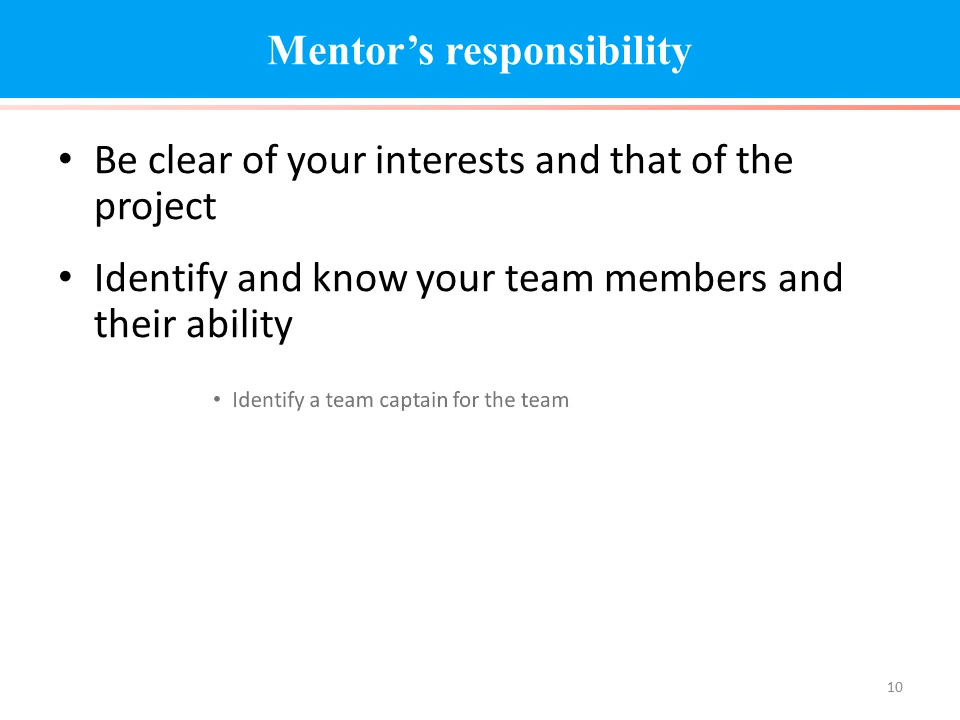 Mentor’s responsibility
• Be clear of your interests and that of the
project
• Identify and know your team members and
their ability
• Identify a team captain for the team
10